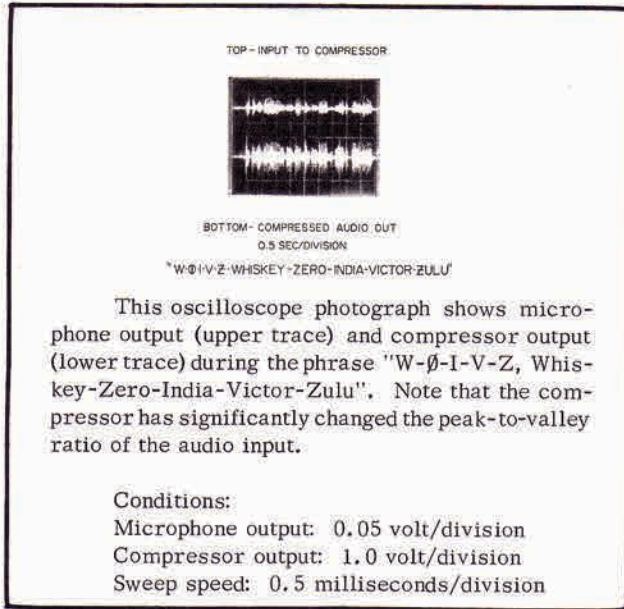 TOP-INPUT TO COMPRESSOR
BOTTOM-COMPRESSED AUDIO OUT
0.5 SEC/DIVISION
"W-Ø-I-V-Z-WHISKEY-ZERO-INDIA-VICTOR-ZULU"
This oscilloscope photograph shows micro-
phone output (upper trace) and compressor output
(lower trace) during the phrase "W-Ø-I-V-Z, Whis-
key-Zero-India-Victor-Zulu". Note that the com-
pressor has significantly changed the peak-to-valley
ratio of the audio input.
Conditions:
Microphone output: 0.05 volt/division
Compressor output: 1.0 volt/division
Sweep speed: 0.5 milliseconds/division